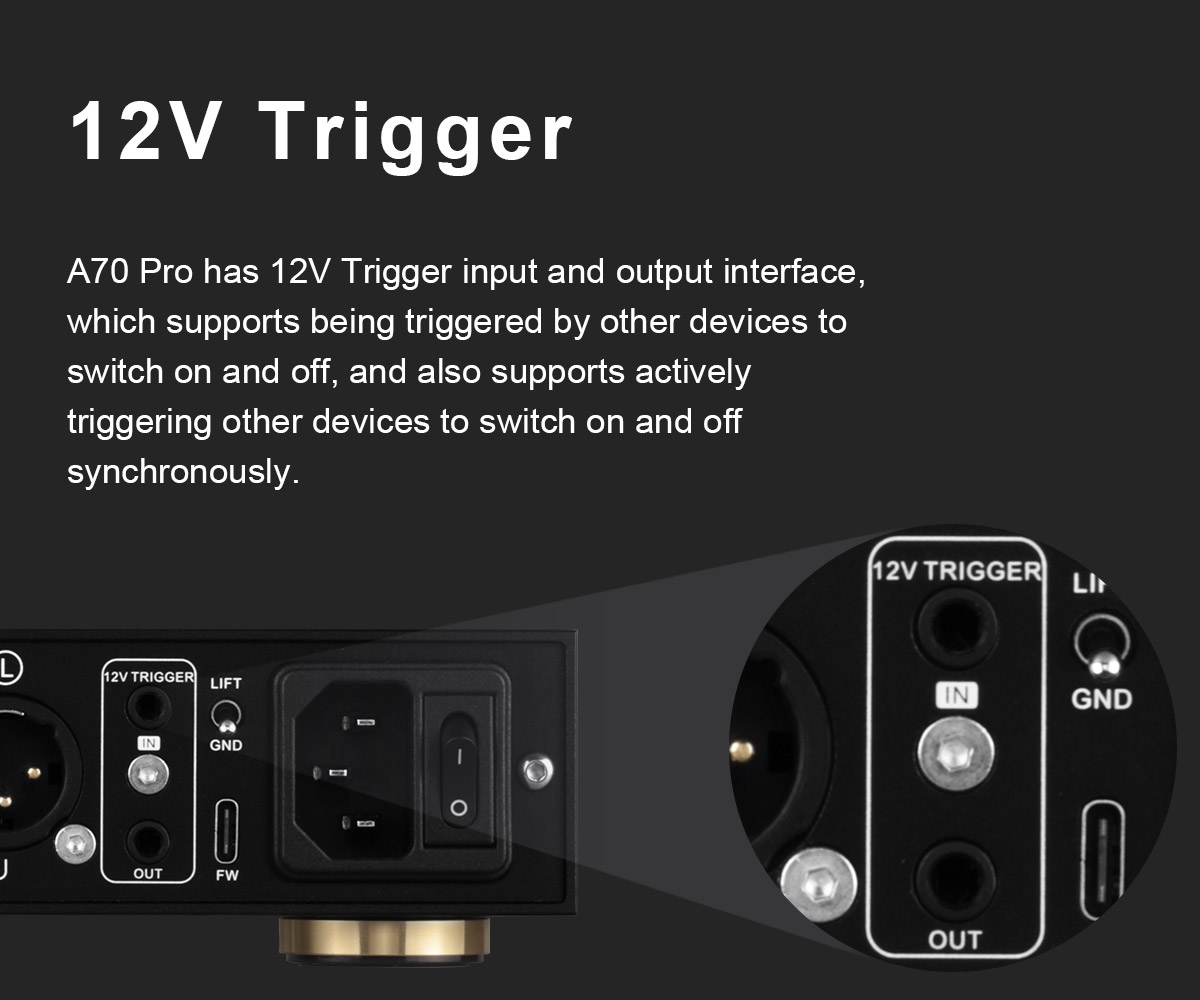 12V Trigger
A70 Pro has 12V Trigger input and output interface,
which supports being triggered by other devices to
switch on and off, and also supports actively
triggering other devices to switch on and off
synchronously.
L
12V TRIGGER
IN
OUT
LIFT
GND
FW
12V TRIGGER
IN
OUT
GND